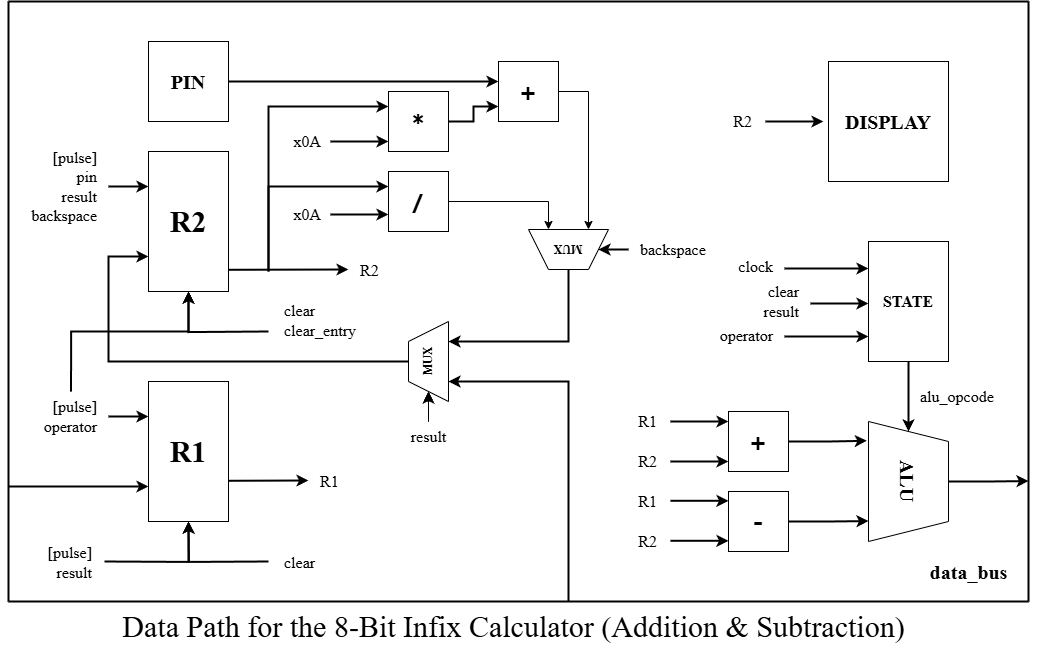 PIN
+
*
x0A
R2
DISPLAY
[pulse]
pin
result
backspace
R2
/
x0A
MUX
backspace
R2
clear
clear_entry
clock
clear
result
operator
STATE
MUX
result
alu_opcode
[pulse]
operator
R1
R1
R1
R2
+
R1
R2
-
ALU
[pulse]
result
clear
data_bus
Data Path for the 8-Bit Infix Calculator (Addition & Subtraction)